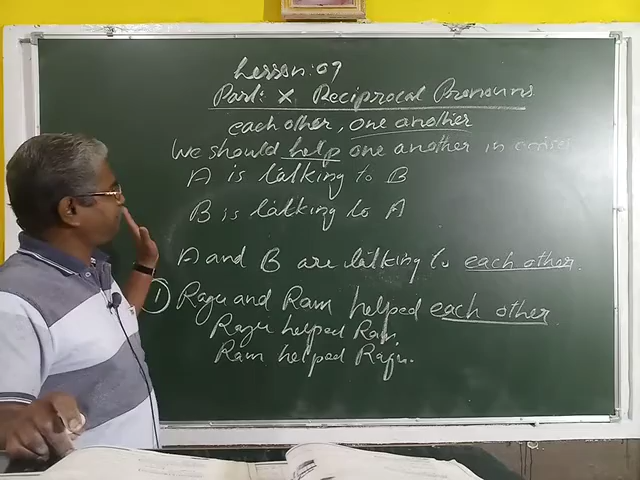 Lesson: 07
Part: X Reciprocal Pronouns
each other, one another
We should help one another in crises
A is talking to B
B is talking to A
A and B are talking to each other.
1 Raju and Ram helped each other.
Raju helped Ram.
Ram helped Raju.